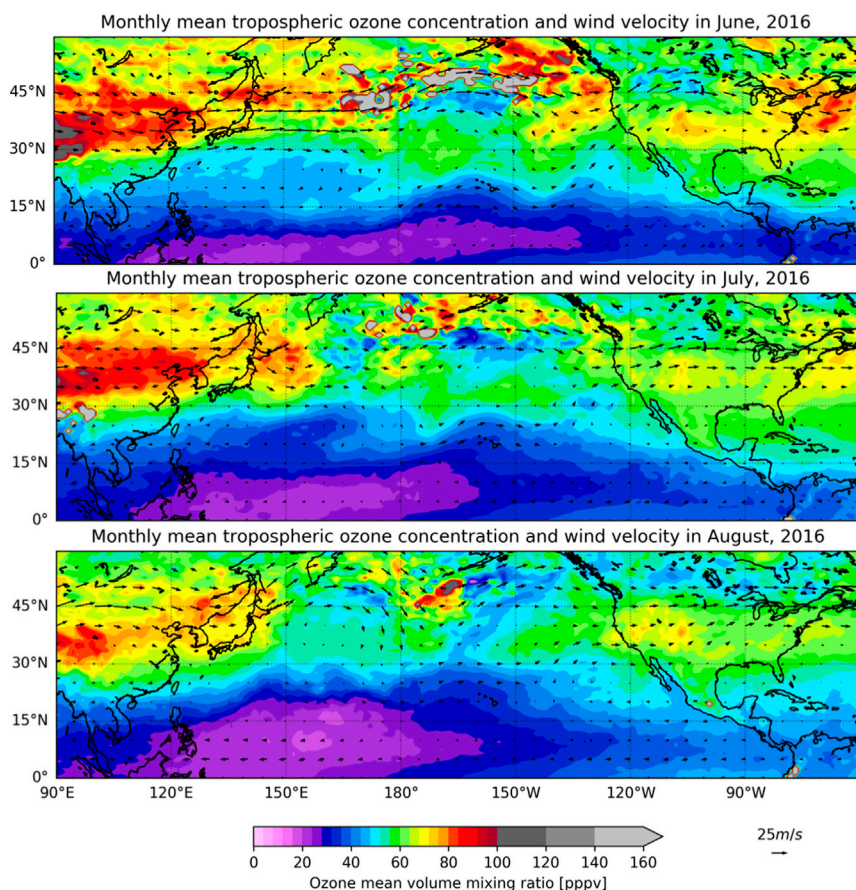 Monthly mean tropospheric ozone concentration and wind velocity in June, 2016
45°N
30°N
15°N
0°
Monthly mean tropospheric ozone concentration and wind velocity in July, 2016
45°N
30°N
15°N
0°
Monthly mean tropospheric ozone concentration and wind velocity in August, 2016
45°N
30°N
15°N
0°
90°E 120°E 150°E 180° 150°W 120°W 90°W
25m/s
0 20 40 60 80 100 120 140 160
Ozone mean volume mixing ratio [pppv]